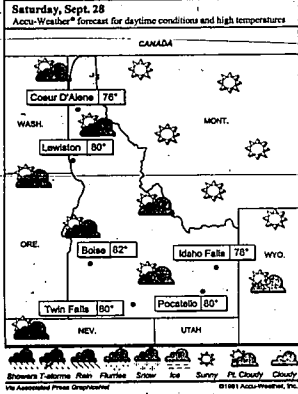 Saturday, Sept. 28
Accu-Weather® forecast for daytime conditions and high temperatures
CANADA
Coeur D'Alene 76°
WASH.
MONT.
Lewiston 80°
ORE.
Boise 82°
Idaho Falls 78°
WYO.
Twin Falls 80°
Pocatello 80°
NEV.
UTAH
Showers T-storms Rain Flurries Snow Ice Sunny Pt. Cloudy Cloudy
Via Associated Press GraphicsNet
©1991 Accu-Weather, Inc.